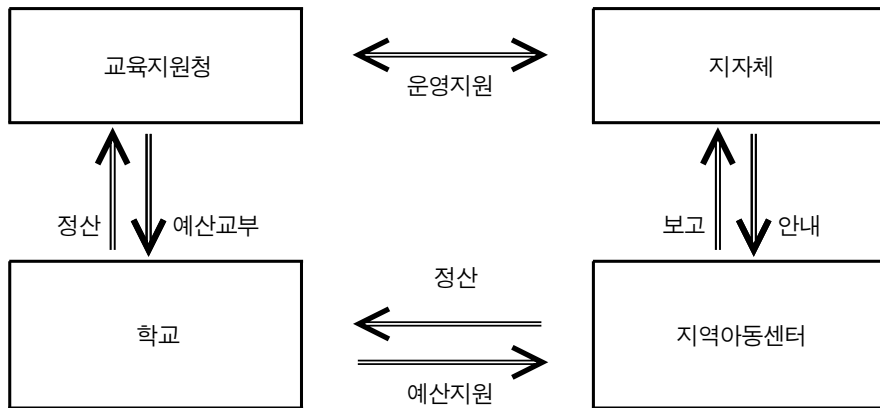 교육지원청
운영지원
지자체
정산
예산교부
보고
안내
학교
정산
예산지원
지역아동센터